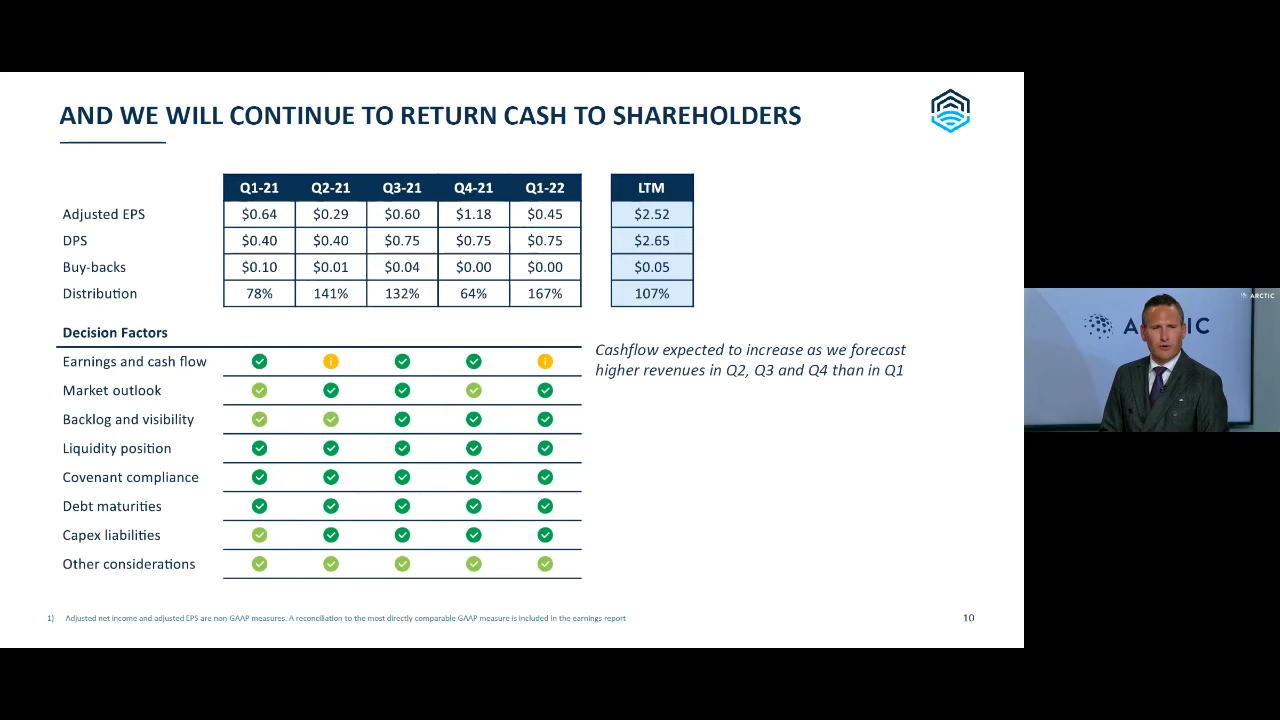 AND WE WILL CONTINUE TO RETURN CASH TO SHAREHOLDERS
Q1-21 Q2-21 Q3-21 Q4-21 Q1-22 LTM
Adjusted EPS $0.64 $0.29 $0.60 $1.18 $0.45 $2.52
DPS $0.40 $0.40 $0.75 $0.75 $0.75 $2.65
Buy-backs $0.10 $0.01 $0.04 $0.00 $0.00 $0.05
Distribution 78% 141% 132% 64% 167% 107%
Decision Factors
Earnings and cash flow
Cashflow expected to increase as we forecast
higher revenues in Q2, Q3 and Q4 than in Q1
Market outlook
Backlog and visibility
Liquidity position
Covenant compliance
Debt maturities
Capex liabilities
Other considerations
1) Adjusted net income and adjusted EPS are non-GAAP measures. A reconciliation to the most directly comparable GAAP measure is included in the earnings report
10
ARCTIC